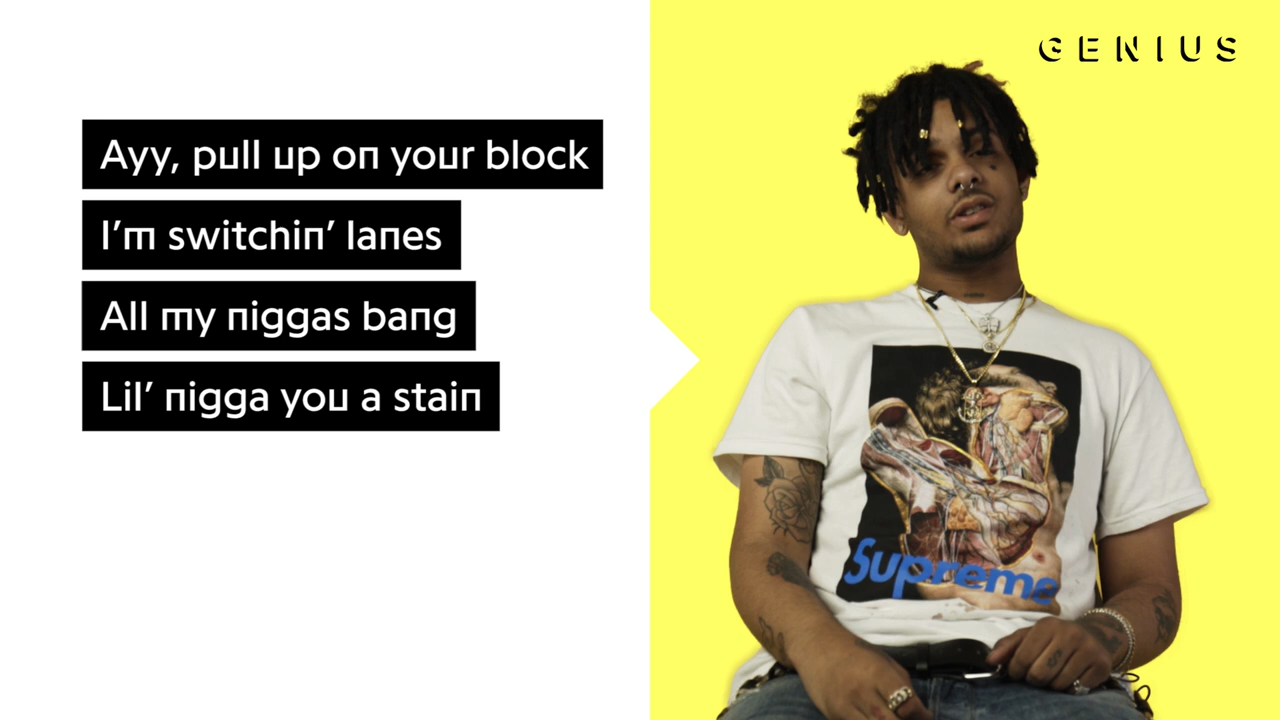 GENIUS
Ayy, pull up on your block
I'm switchin' lanes
All my niggas bang
Lil' nigga you a stain
Supreme